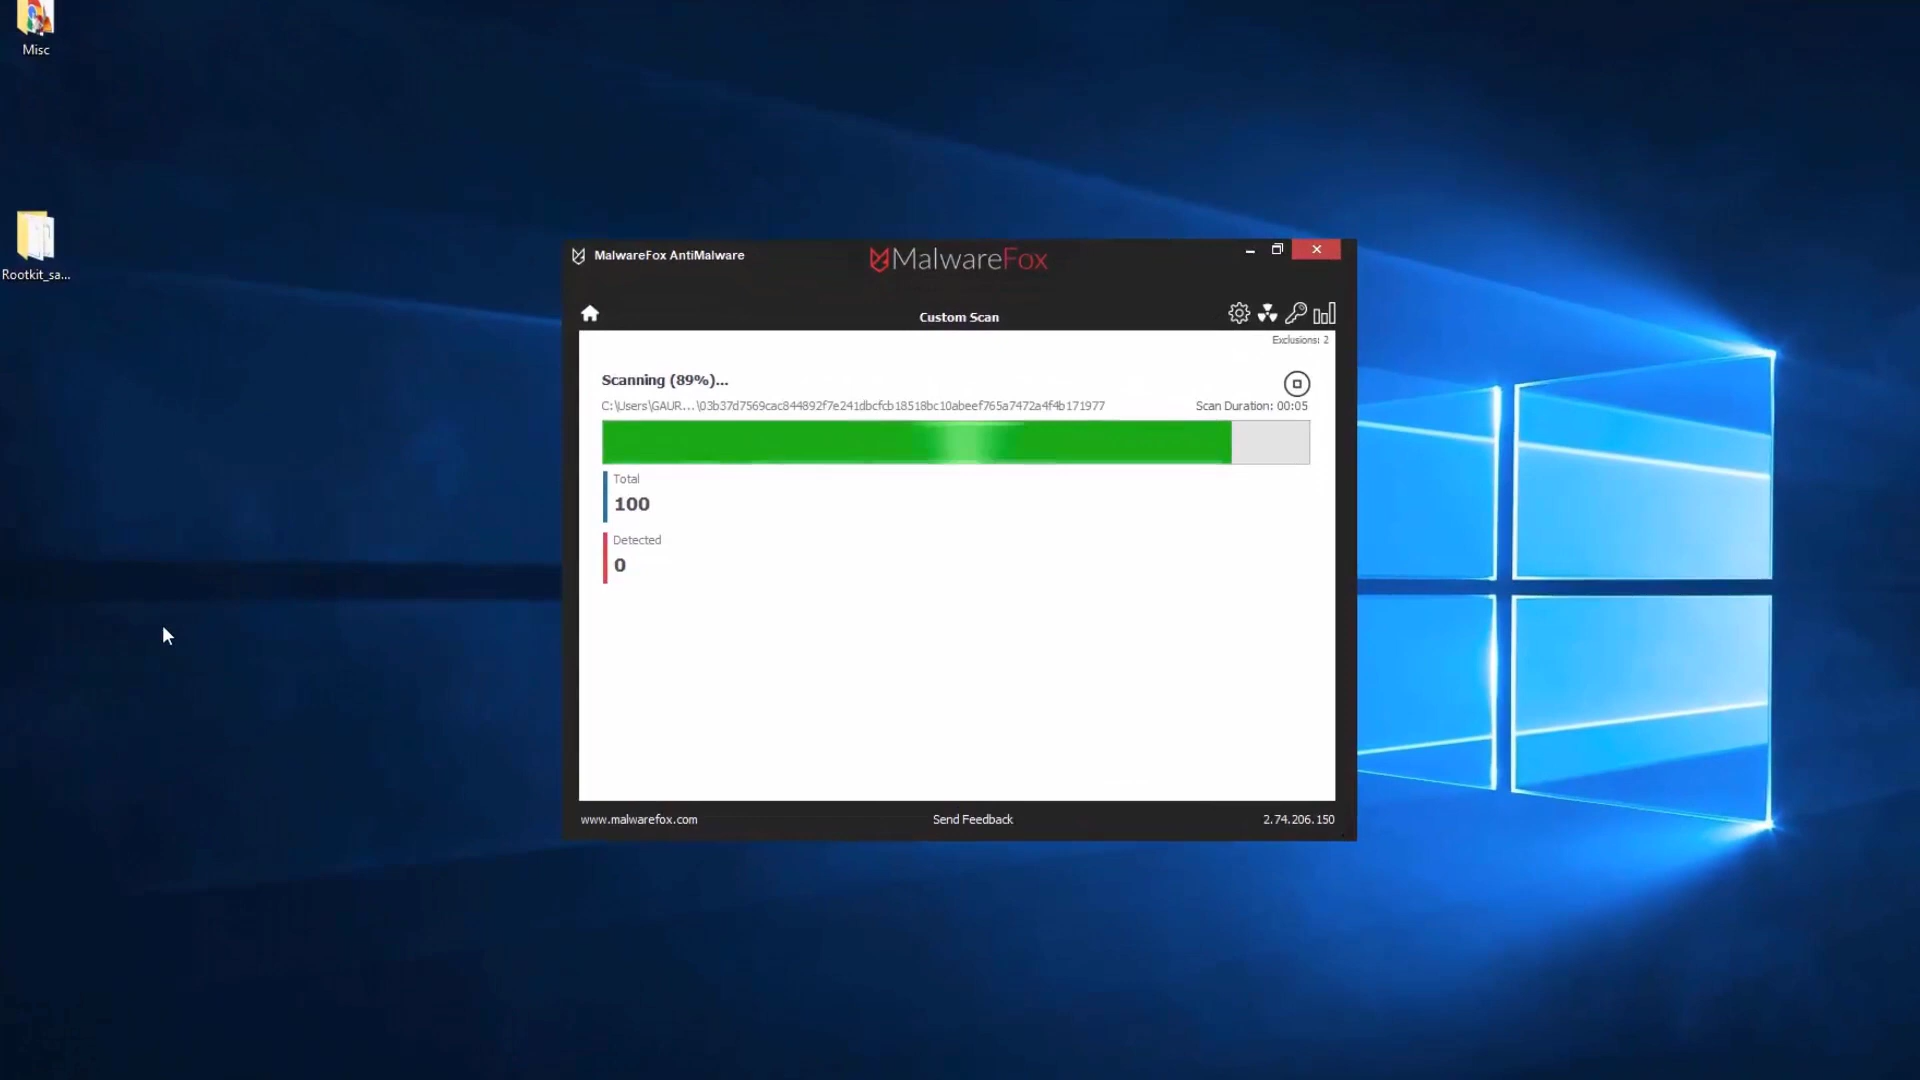 Misc
Rootkit_sa...
MalwareFox AntiMalware
MalwareFox
Custom Scan
Exclusions: 2
Scanning (89%)...
C:\Users\GAUR...\03b37d7569cac844892f7e241dbcfcb18518bc10abeef765a7472a4f4b171977
Scan Duration: 00:05
Total
100
Detected
0
www.malwarefox.com
Send Feedback
2.74.206.150